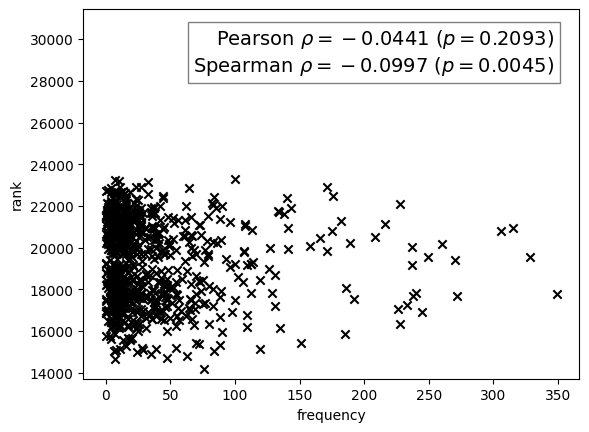 Pearson ρ = −0.0441 (p = 0.2093)
Spearman ρ = −0.0997 (p = 0.0045)
30000
28000
26000
24000
22000
20000
18000
16000
14000
rank
0 50 100 150 200 250 300 350
frequency